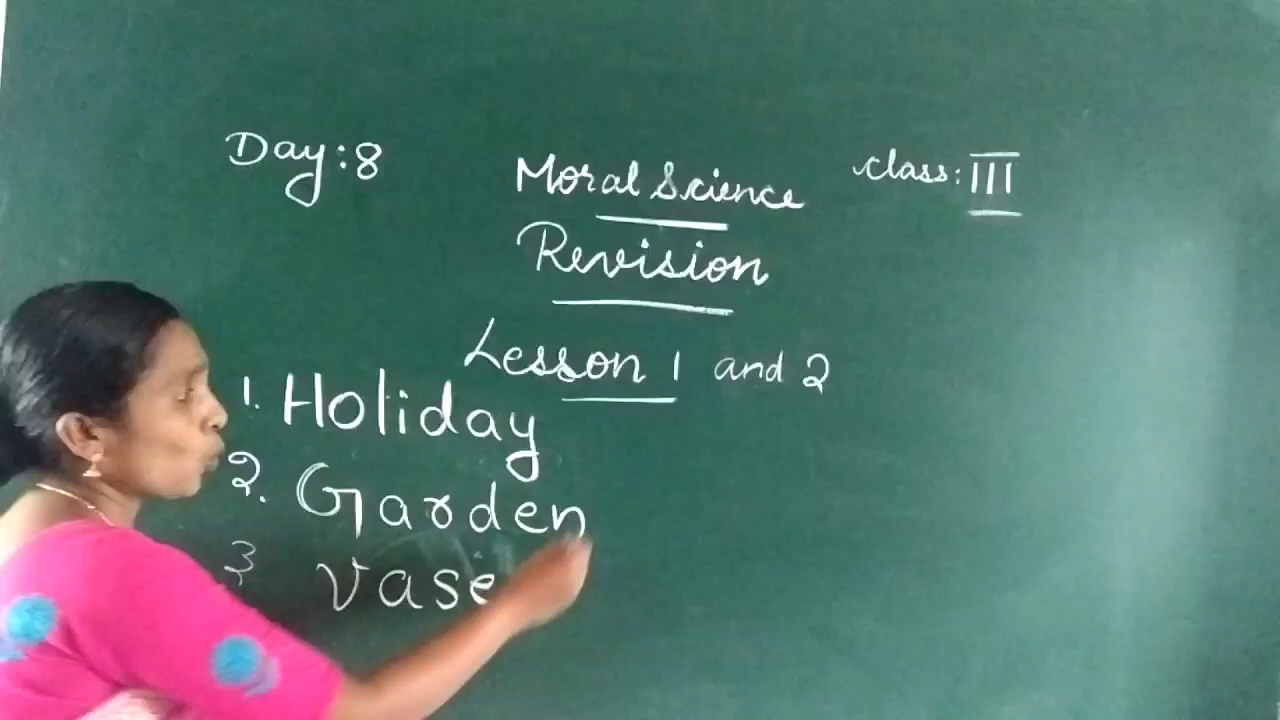 Day: 8
Moral Science
Class: III
Revision
Lesson 1 and 2
1. Holiday
2. Garden
3 Vase